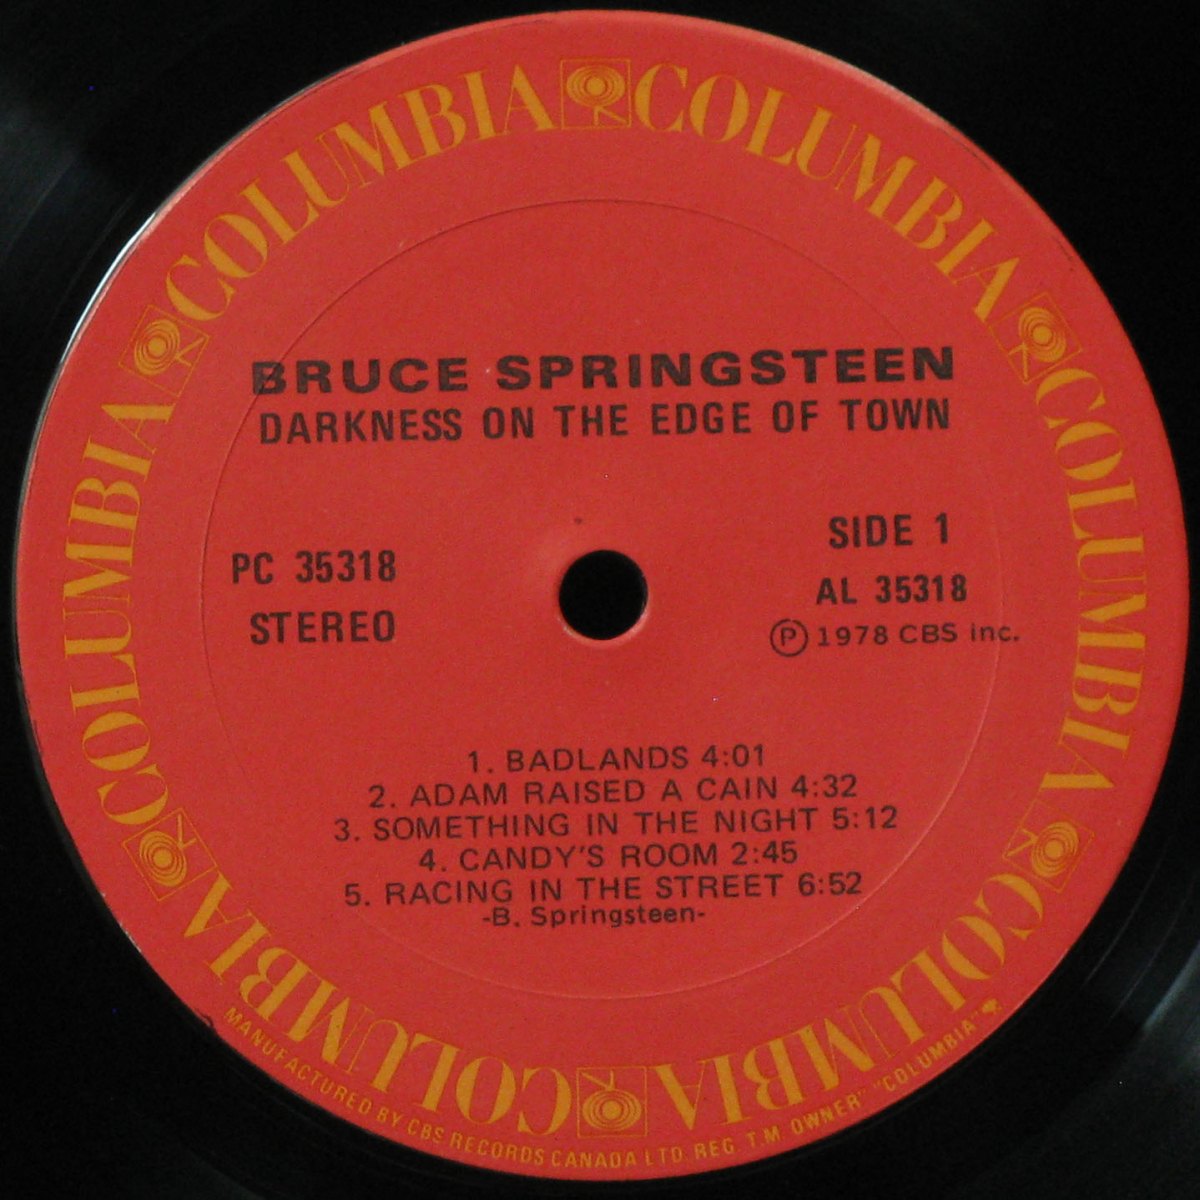 COLUMBIA COLUMBIA COLUMBIA COLUMBIA COLUMBIA COLUMBIA
BRUCE SPRINGSTEEN
DARKNESS ON THE EDGE OF TOWN
PC 35318
STEREO
SIDE 1
AL 35318
Ⓟ 1978 CBS inc.
1. BADLANDS 4:01
2. ADAM RAISED A CAIN 4:32
3. SOMETHING IN THE NIGHT 5:12
4. CANDY'S ROOM 2:45
5. RACING IN THE STREET 6:52
-B. Springsteen-
MANUFACTURED BY CBS RECORDS CANADA LTD. REG. T.M. OWNER" "COLUMBIA"